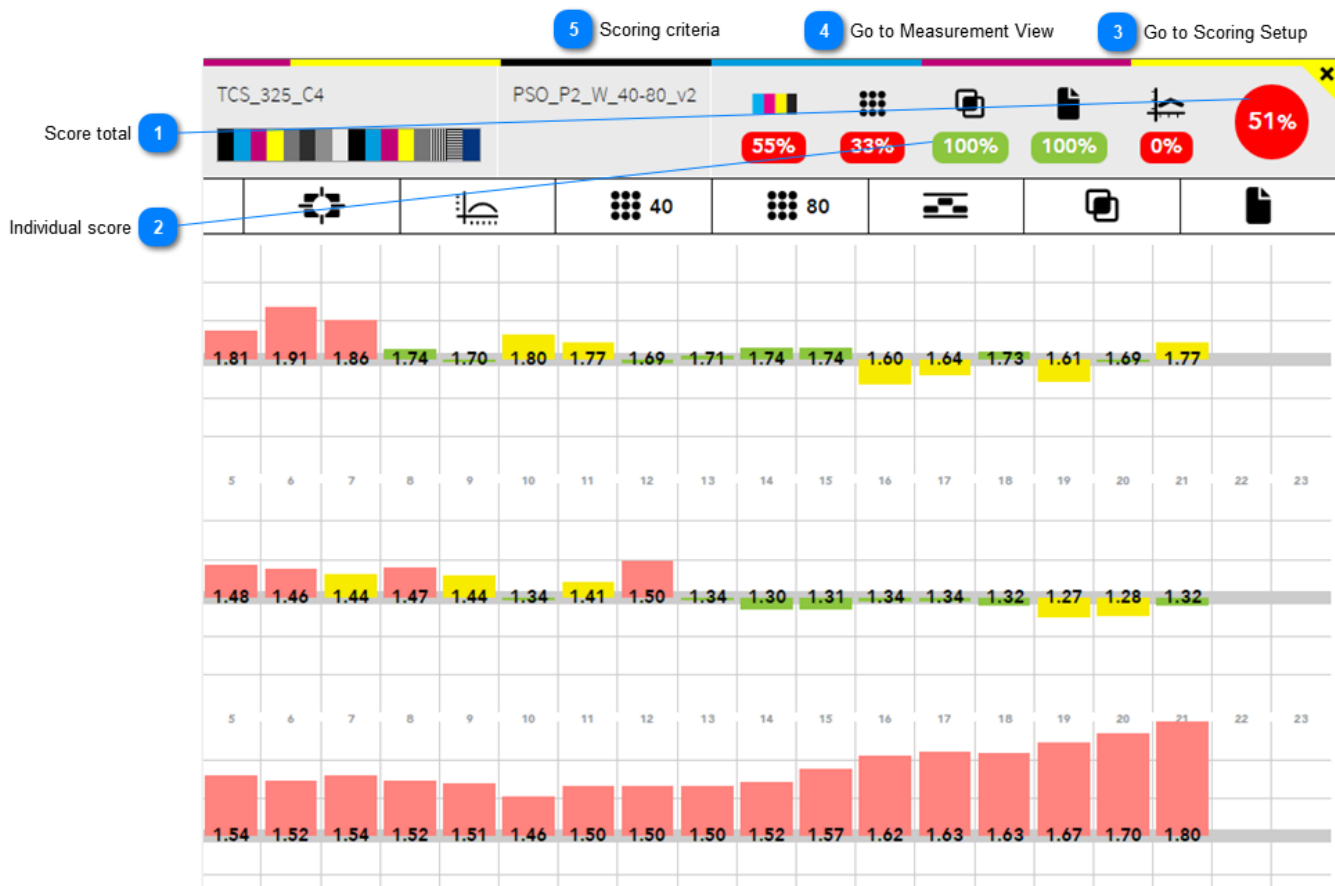 5 Scoring criteria 4 Go to Measurement View 3 Go to Scoring Setup
TCS_325_C4 PSO_P2_W_40-80_v2
Score total 1 51%
55% 33% 100% 100% 0%
40 80
Individual score 2
1.81 1.91 1.86 1.74 1.70 1.80 1.77 1.69 1.71 1.74 1.74 1.60 1.64 1.73 1.61 1.69 1.77
5 6 7 8 9 10 11 12 13 14 15 16 17 18 19 20 21 22 23
1.48 1.46 1.44 1.47 1.44 1.34 1.41 1.50 1.34 1.30 1.31 1.34 1.34 1.32 1.27 1.28 1.32
5 6 7 8 9 10 11 12 13 14 15 16 17 18 19 20 21 22 23
1.54 1.52 1.54 1.52 1.51 1.46 1.50 1.50 1.50 1.52 1.57 1.62 1.63 1.63 1.67 1.70 1.80